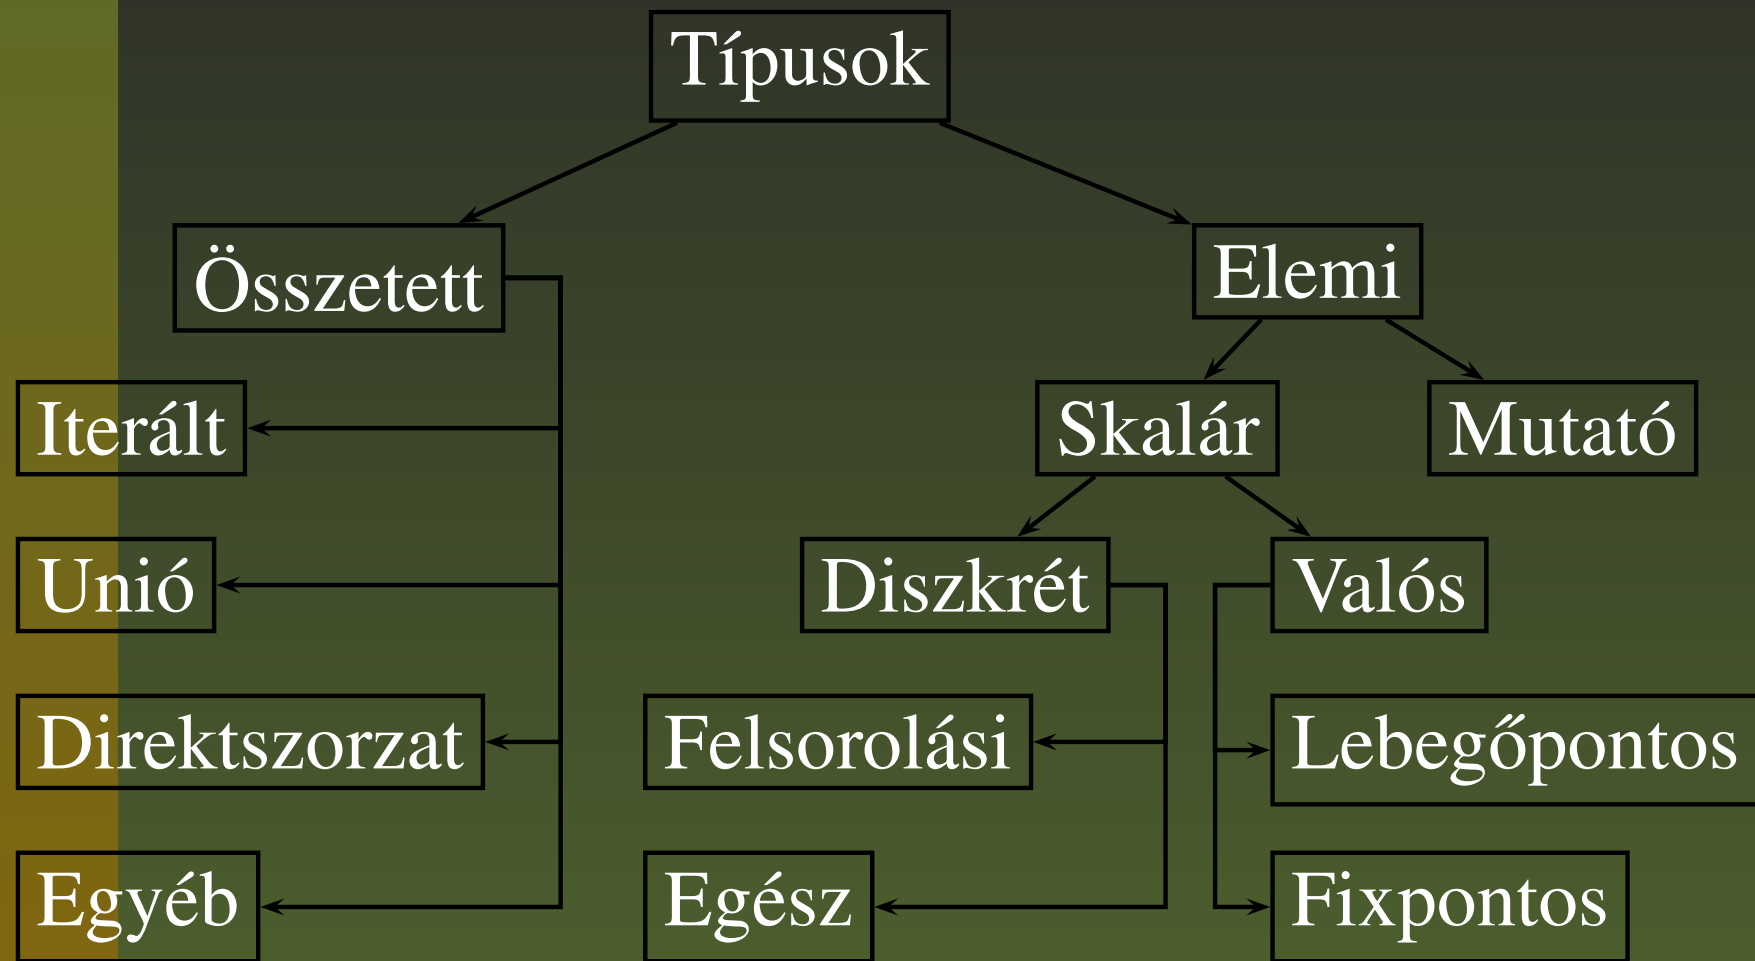 Típusok
Összetett
Elemi
Iterált
Skalár
Mutató
Unió
Diszkrét
Valós
Direktszorzat
Felsorolási
Lebegőpontos
Egyéb
Egész
Fixpontos